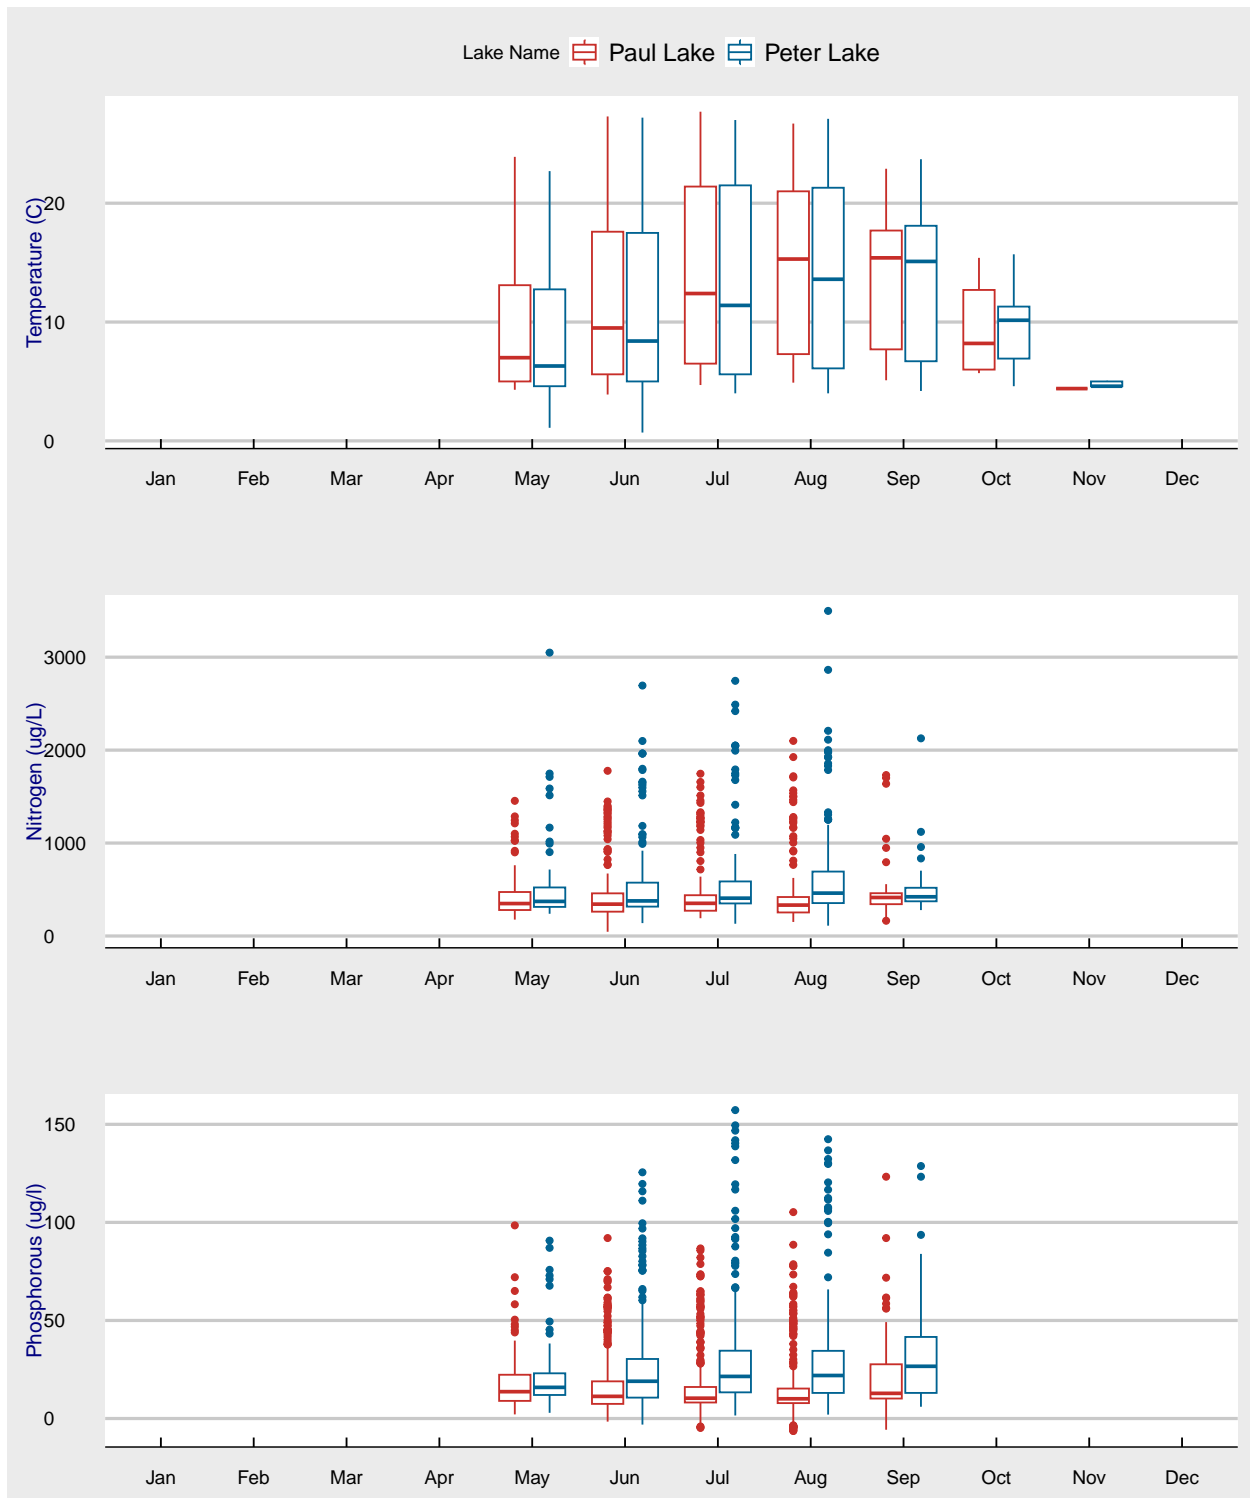 Lake Name Paul Lake Peter Lake
Temperature (C)
20
10
0
Jan Feb Mar Apr May Jun Jul Aug Sep Oct Nov Dec
Nitrogen (ug/L)
3000
2000
1000
0
Jan Feb Mar Apr May Jun Jul Aug Sep Oct Nov Dec
Phosphorous (ug/l)
150
100
50
0
Jan Feb Mar Apr May Jun Jul Aug Sep Oct Nov Dec